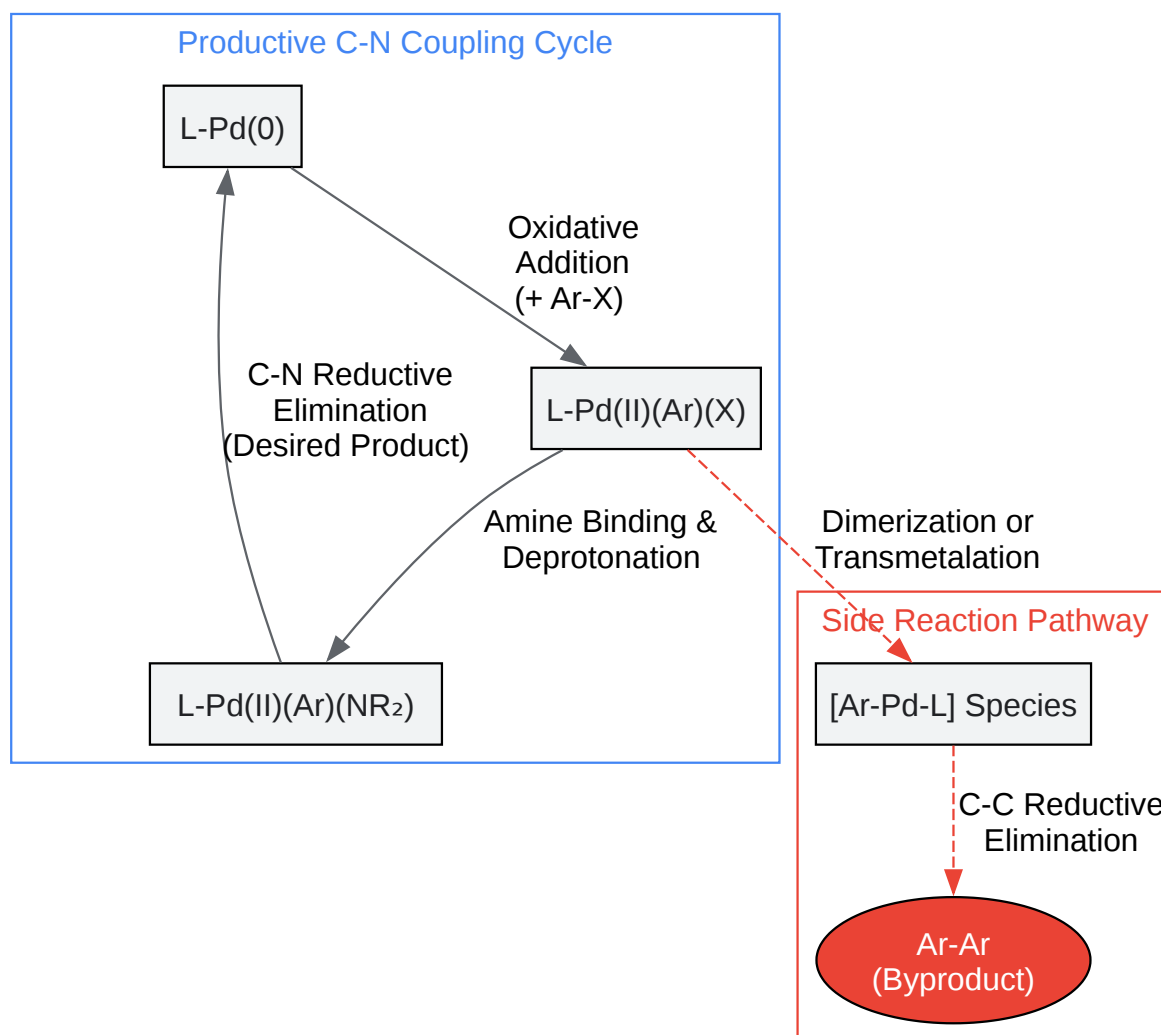 Productive C-N Coupling Cycle
L-Pd(0)
Oxidative
Addition
(+ Ar-X)
C-N Reductive
Elimination
(Desired Product)
L-Pd(II)(Ar)(X)
Amine Binding &
Deprotonation
Dimerization or
Transmetalation
Side Reaction Pathway
L-Pd(II)(Ar)(NR₂)
[Ar-Pd-L] Species
C-C Reductive
Elimination
Ar-Ar
(Byproduct)